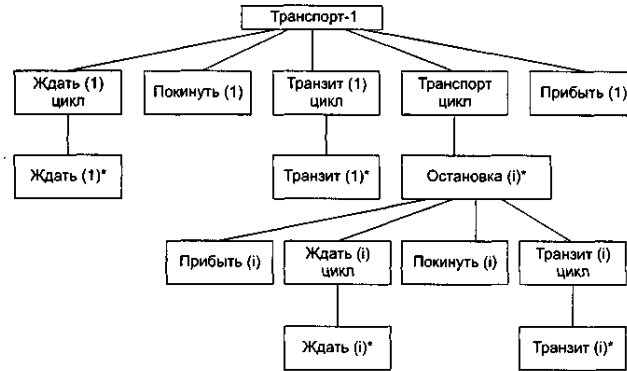 Транспорт-1
Ждать (1)
цикл
Покинуть (1)
Транзит (1)
цикл
Транспорт
цикл
Прибыть (1)
Ждать (1)*
Транзит (1)*
Остановка (i)*
Прибыть (i)
Ждать (i)
цикл
Покинуть (i)
Транзит (i)
цикл
Ждать (i)*
Транзит (i)*